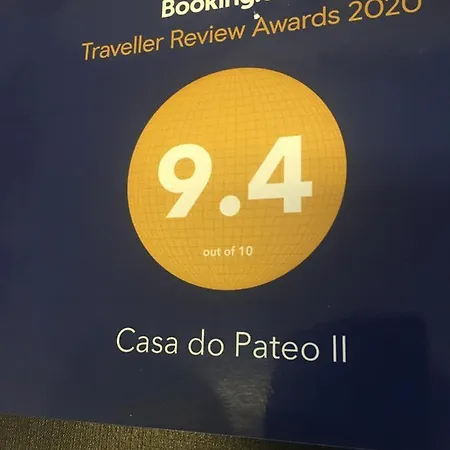 Traveller Review Awards 2020
9.4
out of 10
Casa do Pateo II